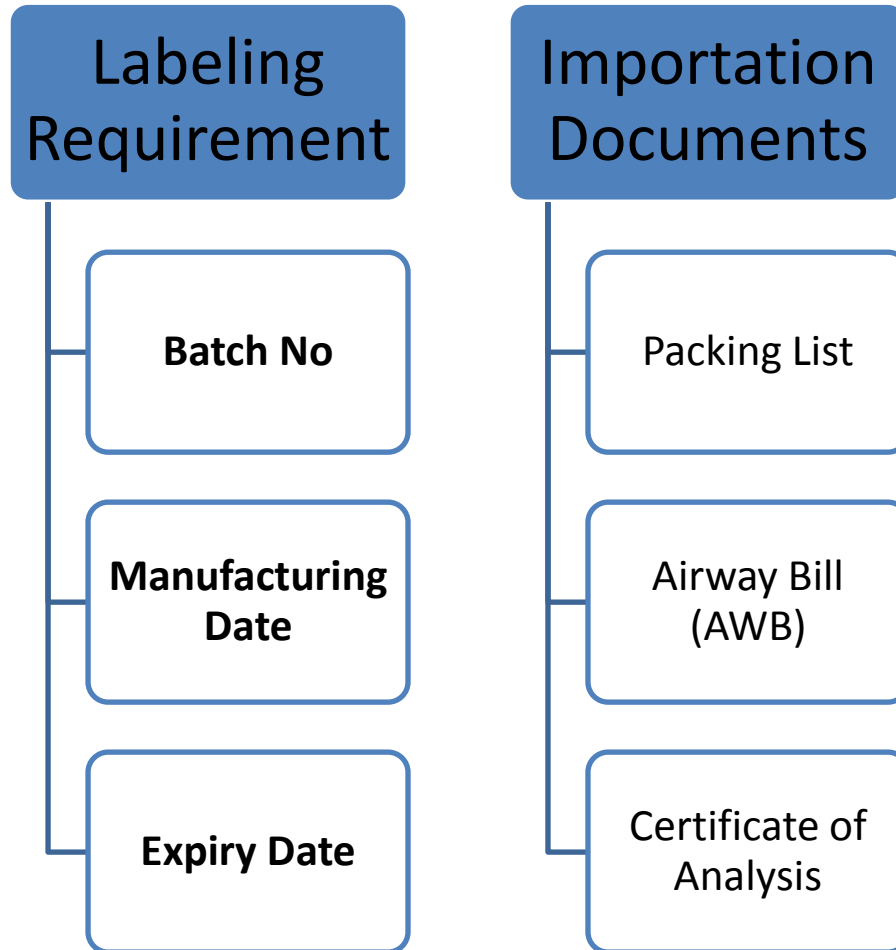 Labeling
Requirement
Batch No
Manufacturing
Date
Expiry Date
Importation
Documents
Packing List
Airway Bill
(AWB)
Certificate of
Analysis